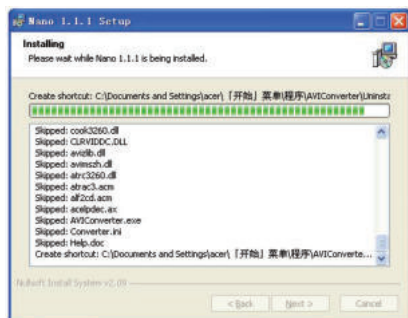 Nano 1.1.1 Setup
Installing
Please wait while Nano 1.1.1 is being installed.
Create shortcut: C:\Documents and Settings\acer\「开始」菜单\程序\AVIConverter\Uninsta
Skipped: cook3260.dll
Skipped: CLRVIDDC.DLL
Skipped: avizlib.dll
Skipped: avimszh.dll
Skipped: atrc3260.dll
Skipped: atrac3.acm
Skipped: alf2cd.acm
Skipped: acelpdec.ax
Skipped: AVIConverter.exe
Skipped: Converter.ini
Skipped: Help.doc
Create shortcut: C:\Documents and Settings\acer\「开始」菜单\程序\AVIConverte...
Nullsoft Install System v2.09
< Back
Next >
Cancel